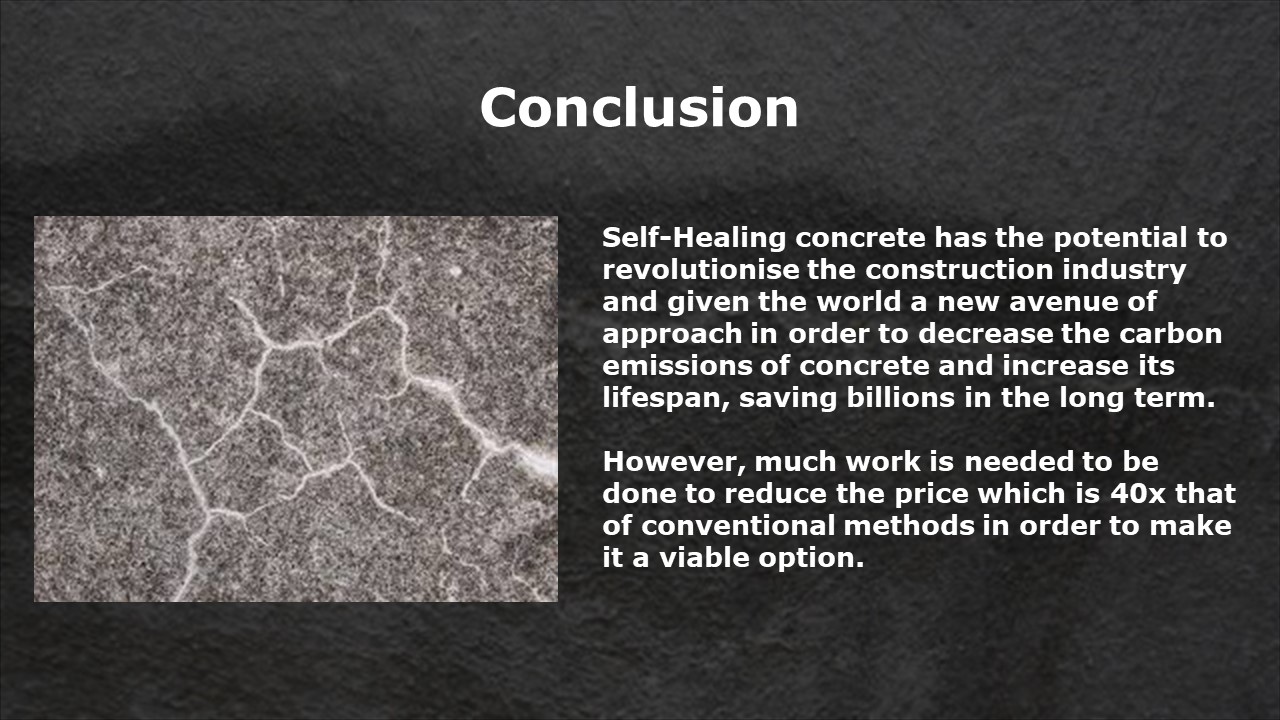 Conclusion
Self-Healing concrete has the potential to
revolutionise the construction industry
and given the world a new avenue of
approach in order to decrease the carbon
emissions of concrete and increase its
lifespan, saving billions in the long term.
However, much work is needed to be
done to reduce the price which is 40x that
of conventional methods in order to make
it a viable option.